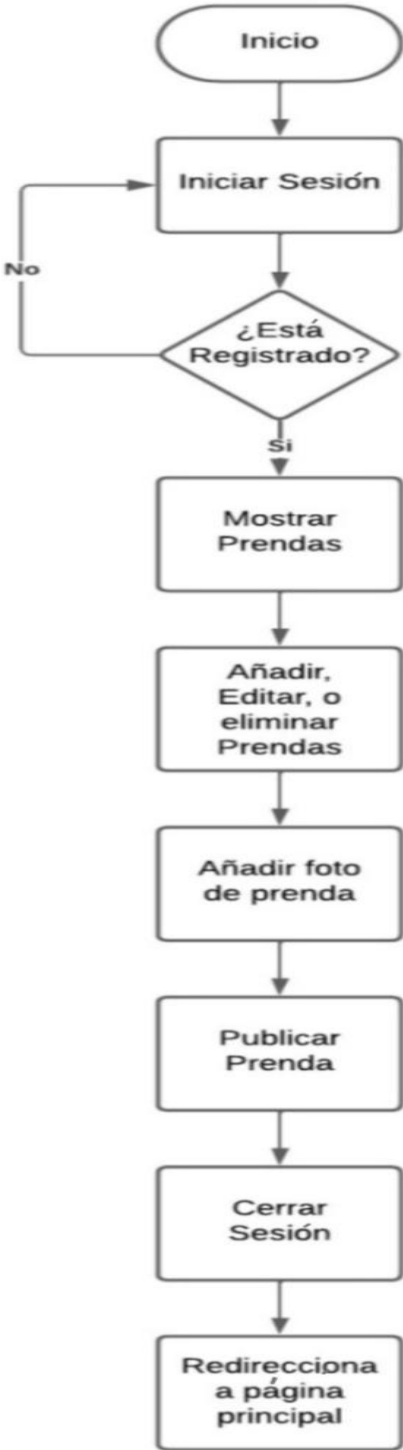 Inicio
Iniciar Sesión
No
¿Está
Registrado?
Si
Mostrar
Prendas
Añadir,
Editar, o
eliminar
Prendas
Añadir foto
de prenda
Publicar
Prenda
Cerrar
Sesión
Redirecciona
a página
principal